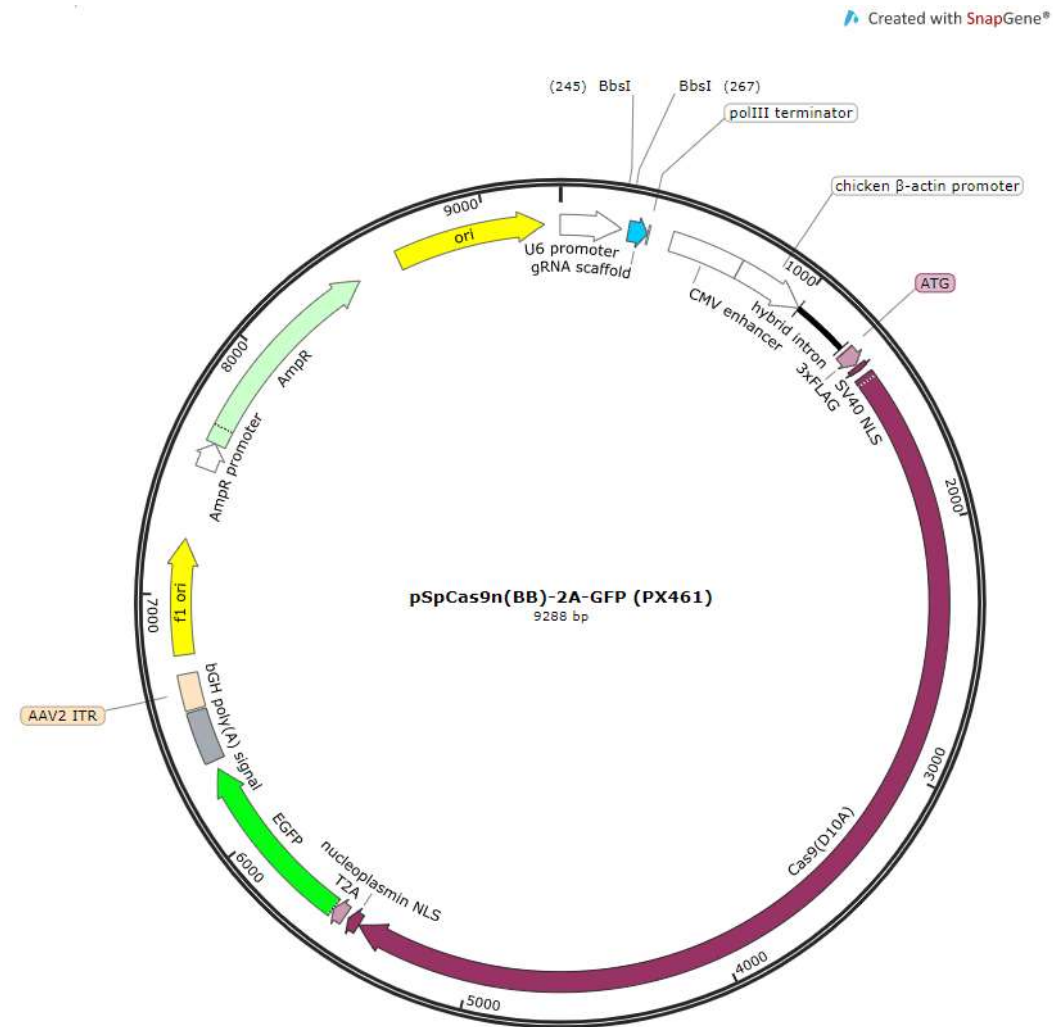 Created with SnapGene®
(245) BbsI
BbsI (267)
polIII terminator
chicken β-actin promoter
ATG
9000
ori
U6 promoter
gRNA scaffold
CMV enhancer
1000
hybrid intron
3xFLAG
SV40 NLS
8000
AmpR
AmpR promoter
2000
f1 ori
7000
pSpCas9n(BB)-2A-GFP (PX461)
9288 bp
AAV2 ITR
bGH poly(A) signal
3000
Cas9(D10A)
EGFP
6000
T2A
nucleoplasmin NLS
4000
5000